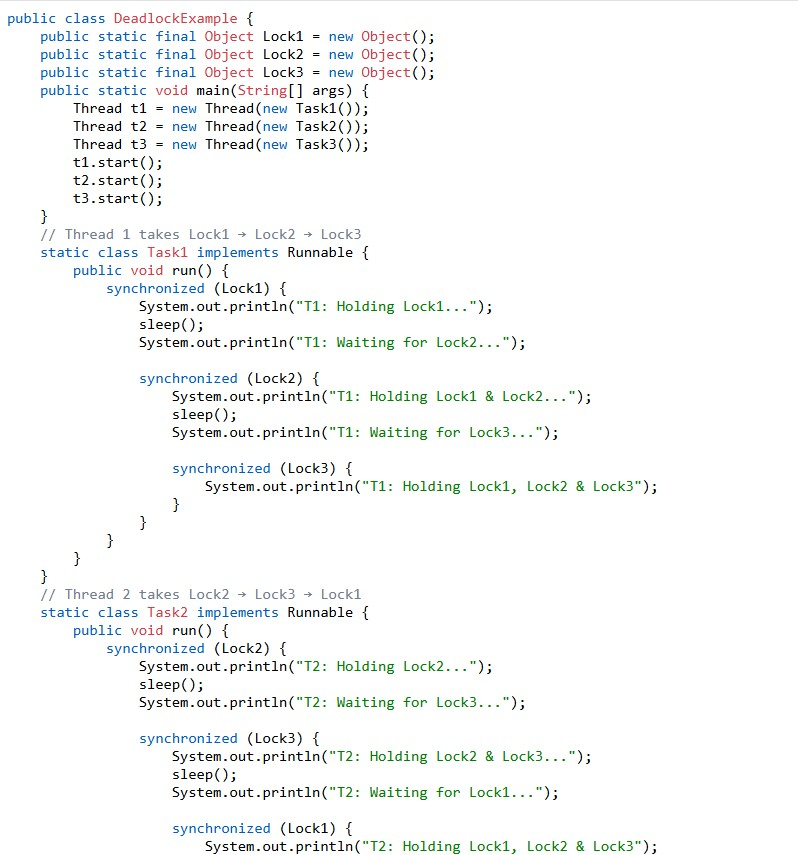 public class DeadlockExample {
    public static final Object Lock1 = new Object();
    public static final Object Lock2 = new Object();
    public static final Object Lock3 = new Object();
    public static void main(String[] args) {
        Thread t1 = new Thread(new Task1());
        Thread t2 = new Thread(new Task2());
        Thread t3 = new Thread(new Task3());
        t1.start();
        t2.start();
        t3.start();
    }
    // Thread 1 takes Lock1 → Lock2 → Lock3
    static class Task1 implements Runnable {
        public void run() {
            synchronized (Lock1) {
                System.out.println("T1: Holding Lock1...");
                sleep();
                System.out.println("T1: Waiting for Lock2...");

                synchronized (Lock2) {
                    System.out.println("T1: Holding Lock1 & Lock2...");
                    sleep();
                    System.out.println("T1: Waiting for Lock3...");

                    synchronized (Lock3) {
                        System.out.println("T1: Holding Lock1, Lock2 & Lock3");
                    }
                }
            }
        }
    }
    // Thread 2 takes Lock2 → Lock3 → Lock1
    static class Task2 implements Runnable {
        public void run() {
            synchronized (Lock2) {
                System.out.println("T2: Holding Lock2...");
                sleep();
                System.out.println("T2: Waiting for Lock3...");

                synchronized (Lock3) {
                    System.out.println("T2: Holding Lock2 & Lock3...");
                    sleep();
                    System.out.println("T2: Waiting for Lock1...");

                    synchronized (Lock1) {
                        System.out.println("T2: Holding Lock1, Lock2 & Lock3");